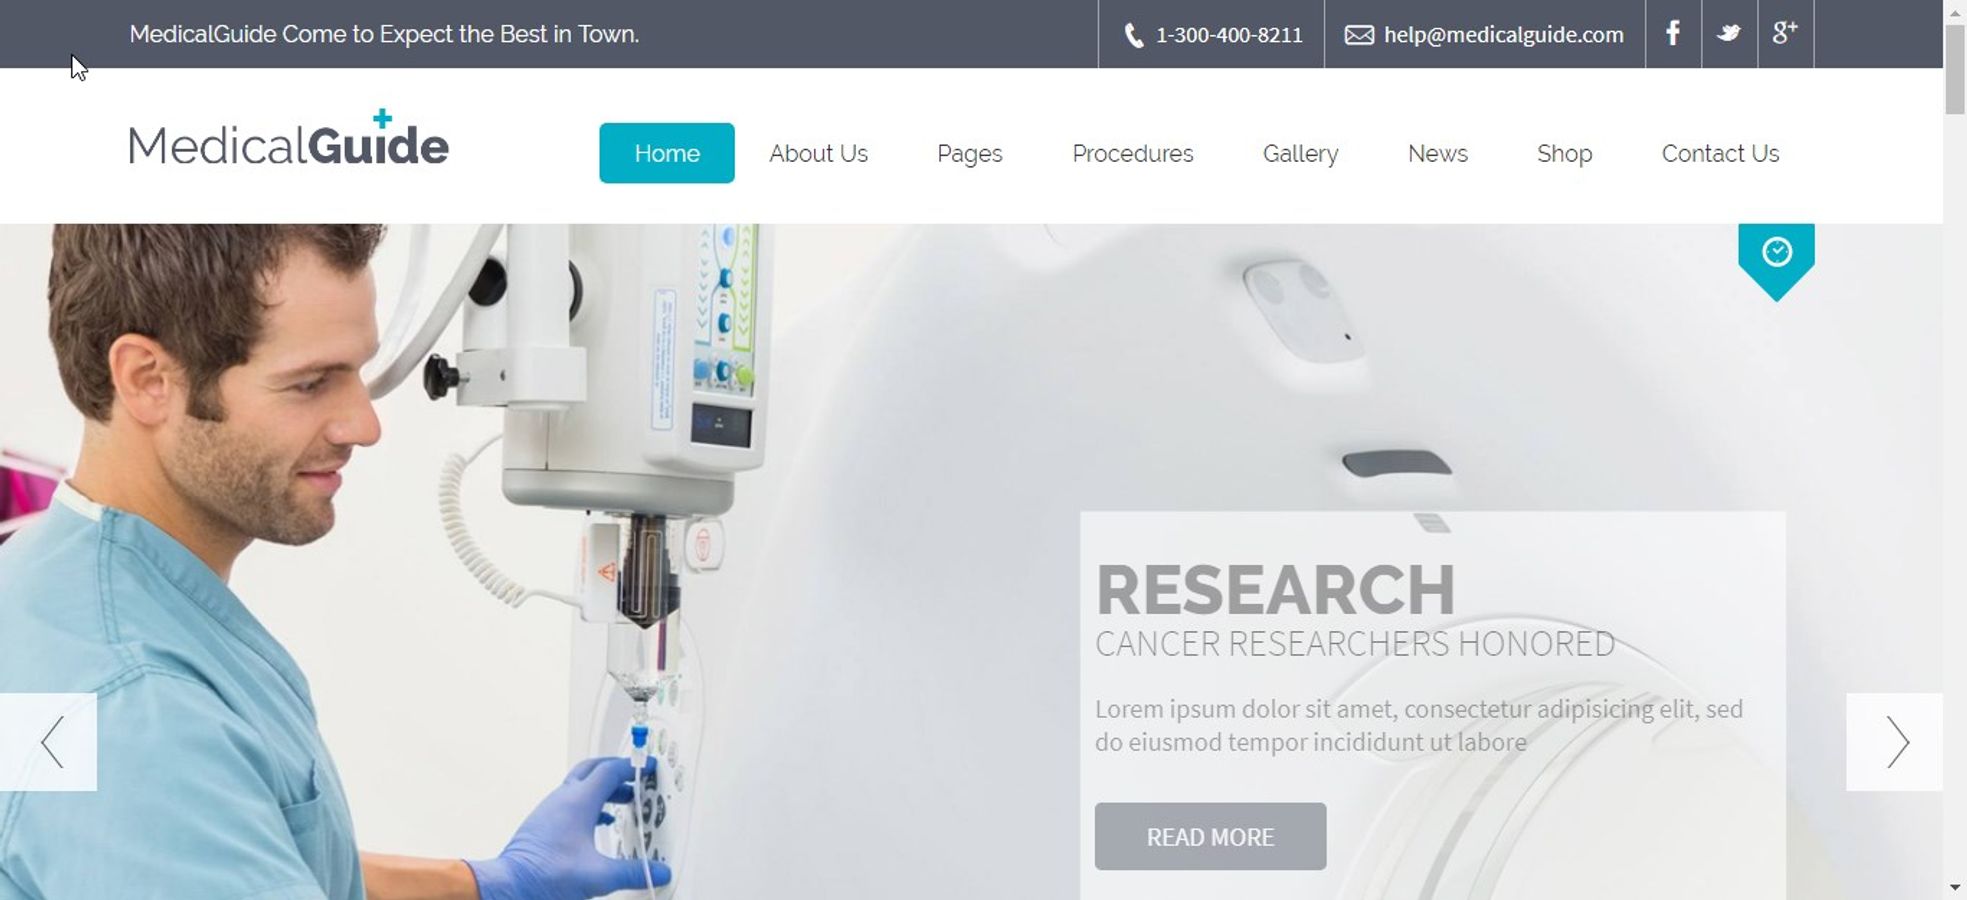 MedicalGuide Come to Expect the Best in Town.
1-300-400-8211
help@medicalguide.com
MedicalGuide
Home
About Us
Pages
Procedures
Gallery
News
Shop
Contact Us
RESEARCH
CANCER RESEARCHERS HONORED
Lorem ipsum dolor sit amet, consectetur adipisicing elit, sed
do eiusmod tempor incididunt ut labore
READ MORE